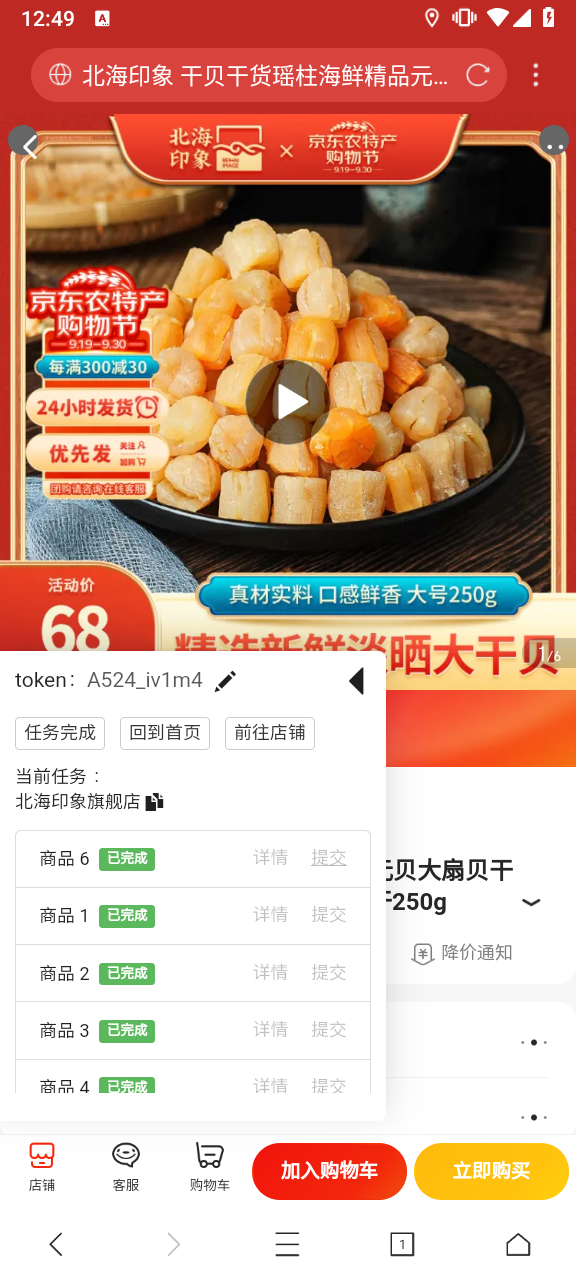 12:49
A
北海印象 干贝干货瑶柱海鲜精品元...
北海印象
BEIHAI IMAGE
×
京东农特产购物节
-9.19-9.30-
京东农特产
购物节
9.19-9.30
每满300减30
24小时发货
优先发
关注
加购
团购请咨询在线客服
真材实料 口感鲜香 大号250g
活动价
68
精选新鲜淡晒大干贝
1/6
token: A524_iv1m4
任务完成 回到首页 前往店铺
当前任务：
北海印象旗舰店
商品 6 已完成 详情 提交
元贝大扇贝干
250g
商品 1 已完成 详情 提交
降价通知
商品 2 已完成 详情 提交
商品 3 已完成 详情 提交
商品 4 已完成 详情 提交
店铺 客服 购物车 加入购物车 立即购买
1